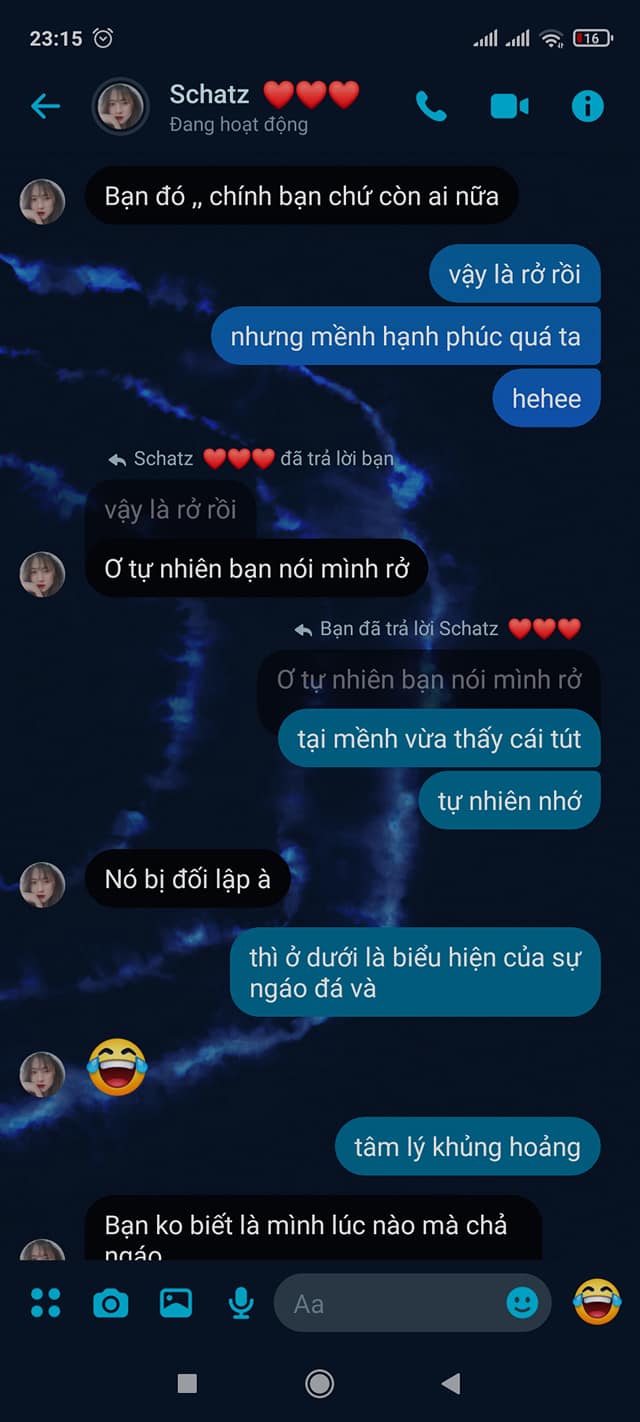 23:15
16
Schatz ❤️❤️❤️
Đang hoạt động
Bạn đó ,, chính bạn chứ còn ai nữa
vậy là rở rồi
nhưng mềnh hạnh phúc quá ta
hehee
Schatz ❤️❤️❤️ đã trả lời bạn
vậy là rở rồi
Ơ tự nhiên bạn nói mình rở
Bạn đã trả lời Schatz ❤️❤️❤️
Ơ tự nhiên bạn nói mình rở
tại mềnh vừa thấy cái tút
tự nhiên nhớ
Nó bị đối lập à
thì ở dưới là biểu hiện của sự
ngáo đá và
😂
tâm lý khủng hoảng
Bạn ko biết là mình lúc nào mà chả
ngáo
Aa